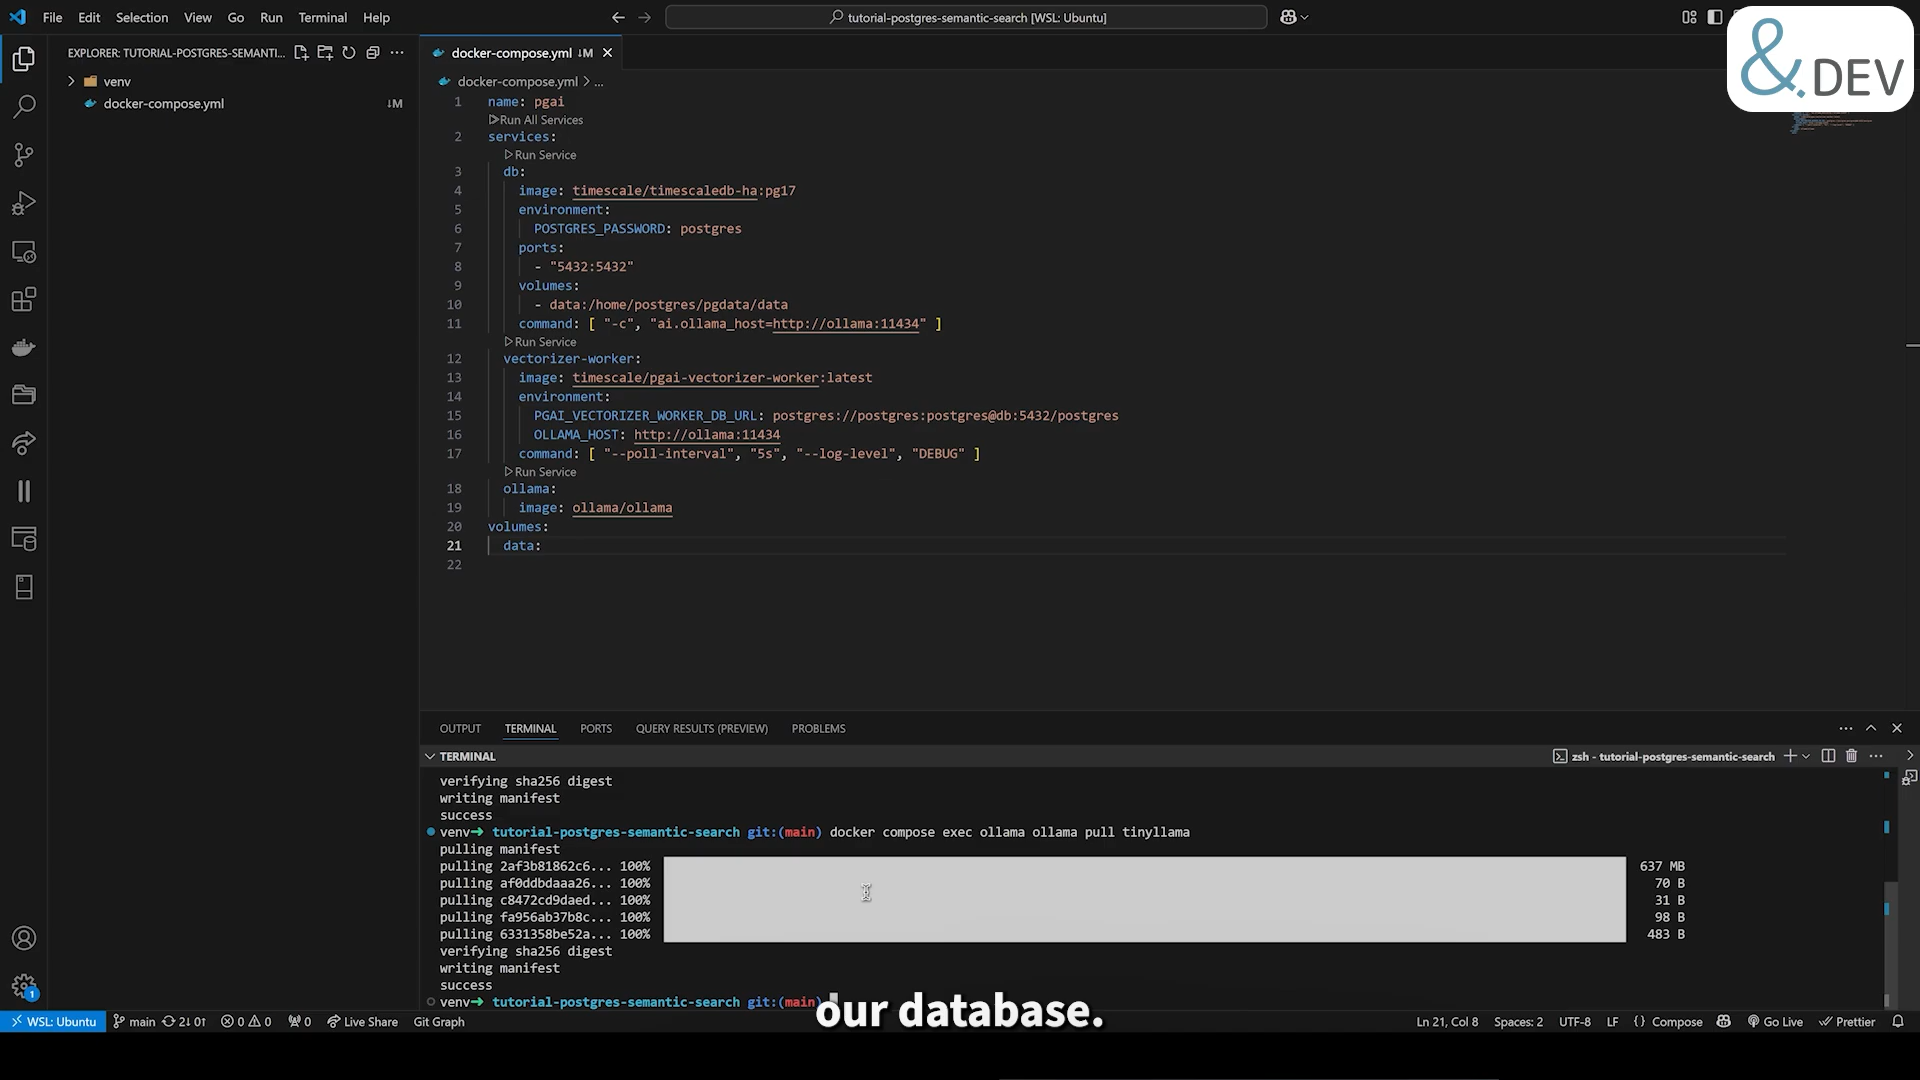 File Edit Selection View Go Run Terminal Help
tutorial-postgres-semantic-search [WSL: Ubuntu]
&.DEV
EXPLORER: TUTORIAL-POSTGRES-SEMANTI...
venv
docker-compose.yml ↓M
docker-compose.yml ↓M
docker-compose.yml > ...
1 name: pgai
Run All Services
2 services:
Run Service
3 db:
4 image: timescale/timescaledb-ha:pg17
5 environment:
6 POSTGRES_PASSWORD: postgres
7 ports:
8 - "5432:5432"
9 volumes:
10 - data:/home/postgres/pgdata/data
11 command: [ "-c", "ai.ollama_host=http://ollama:11434" ]
Run Service
12 vectorizer-worker:
13 image: timescale/pgai-vectorizer-worker:latest
14 environment:
15 PGAI_VECTORIZER_WORKER_DB_URL: postgres://postgres:postgres@db:5432/postgres
16 OLLAMA_HOST: http://ollama:11434
17 command: [ "--poll-interval", "5s", "--log-level", "DEBUG" ]
Run Service
18 ollama:
19 image: ollama/ollama
20 volumes:
21 data:
22
OUTPUT TERMINAL PORTS QUERY RESULTS (PREVIEW) PROBLEMS
TERMINAL
zsh - tutorial-postgres-semantic-search
verifying sha256 digest
writing manifest
success
venv➜ tutorial-postgres-semantic-search git:(main) docker compose exec ollama ollama pull tinyllama
pulling manifest
pulling 2af3b81862c6... 100% 637 MB
pulling af0ddbdaaa26... 100% 70 B
pulling c8472cd9daed... 100% 31 B
pulling fa956ab37b8c... 100% 98 B
pulling 6331358be52a... 100% 483 B
verifying sha256 digest
writing manifest
success
venv➜ tutorial-postgres-semantic-search git:(main)
our database.
1
WSL: Ubuntu main 2↓ 0↑ 0 0 0 Live Share Git Graph Ln 21, Col 8 Spaces: 2 UTF-8 LF {} Compose Go Live Prettier